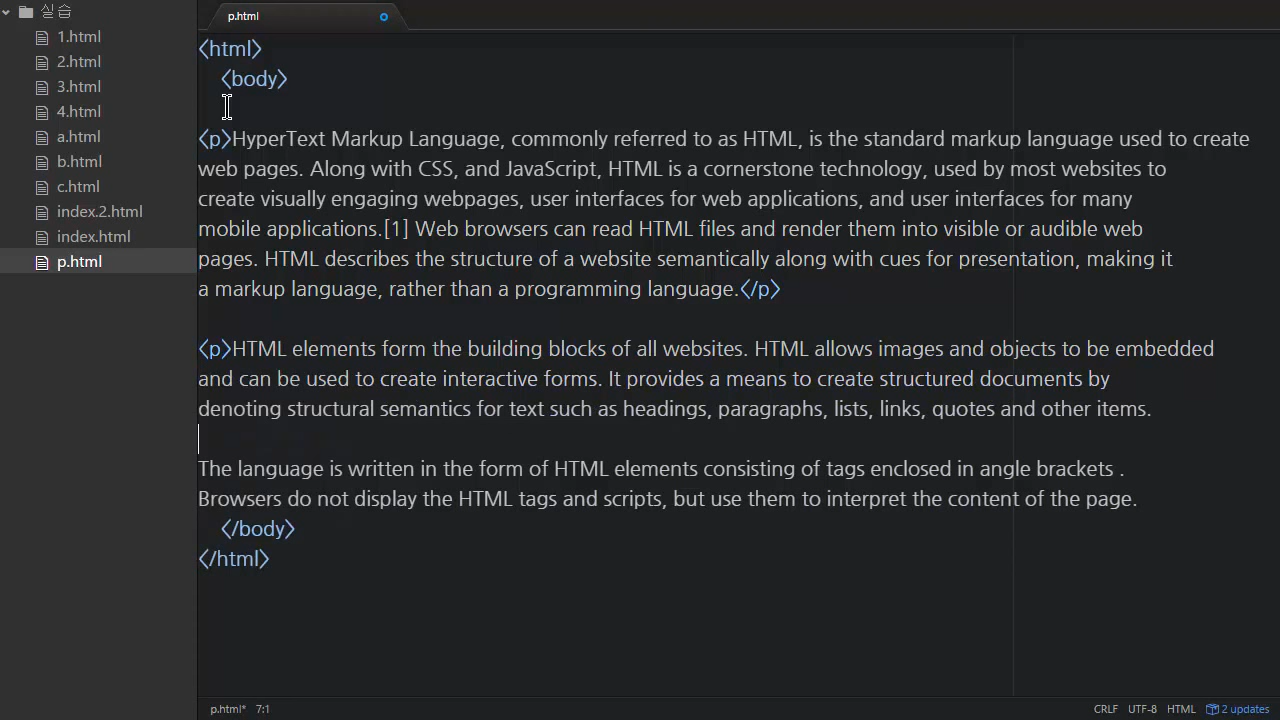 실습
p.html
1.html
2.html
3.html
4.html
a.html
b.html
c.html
index.2.html
index.html
p.html
<html>
<body>
<p>HyperText Markup Language, commonly referred to as HTML, is the standard markup language used to create
web pages. Along with CSS, and JavaScript, HTML is a cornerstone technology, used by most websites to
create visually engaging webpages, user interfaces for web applications, and user interfaces for many
mobile applications.[1] Web browsers can read HTML files and render them into visible or audible web
pages. HTML describes the structure of a website semantically along with cues for presentation, making it
a markup language, rather than a programming language.</p>
<p>HTML elements form the building blocks of all websites. HTML allows images and objects to be embedded
and can be used to create interactive forms. It provides a means to create structured documents by
denoting structural semantics for text such as headings, paragraphs, lists, links, quotes and other items.
The language is written in the form of HTML elements consisting of tags enclosed in angle brackets .
Browsers do not display the HTML tags and scripts, but use them to interpret the content of the page.
</body>
</html>
p.html* 7:1
CRLF UTF-8 HTML 2 updates